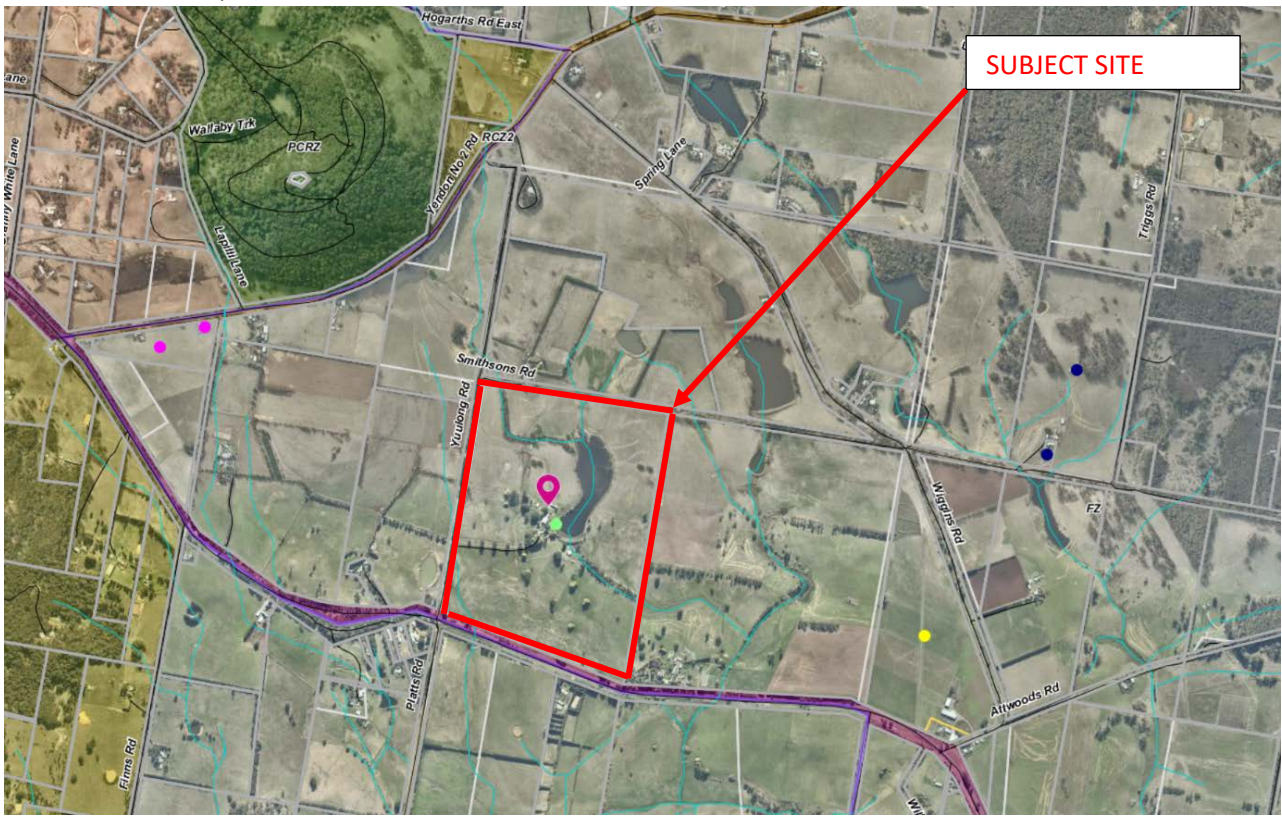 Hogarths Rd East
SUBJECT SITE
Wallaby Trk
PCRZ
RCZ2
Yendon No 2 Rd
Spring Lane
Triggs Rd
White Lane
Lapilli Lane
Smithsons Rd
Yuulong Rd
Wiggins Rd
FZ
Platts Rd
Attwoods Rd
Finns Rd